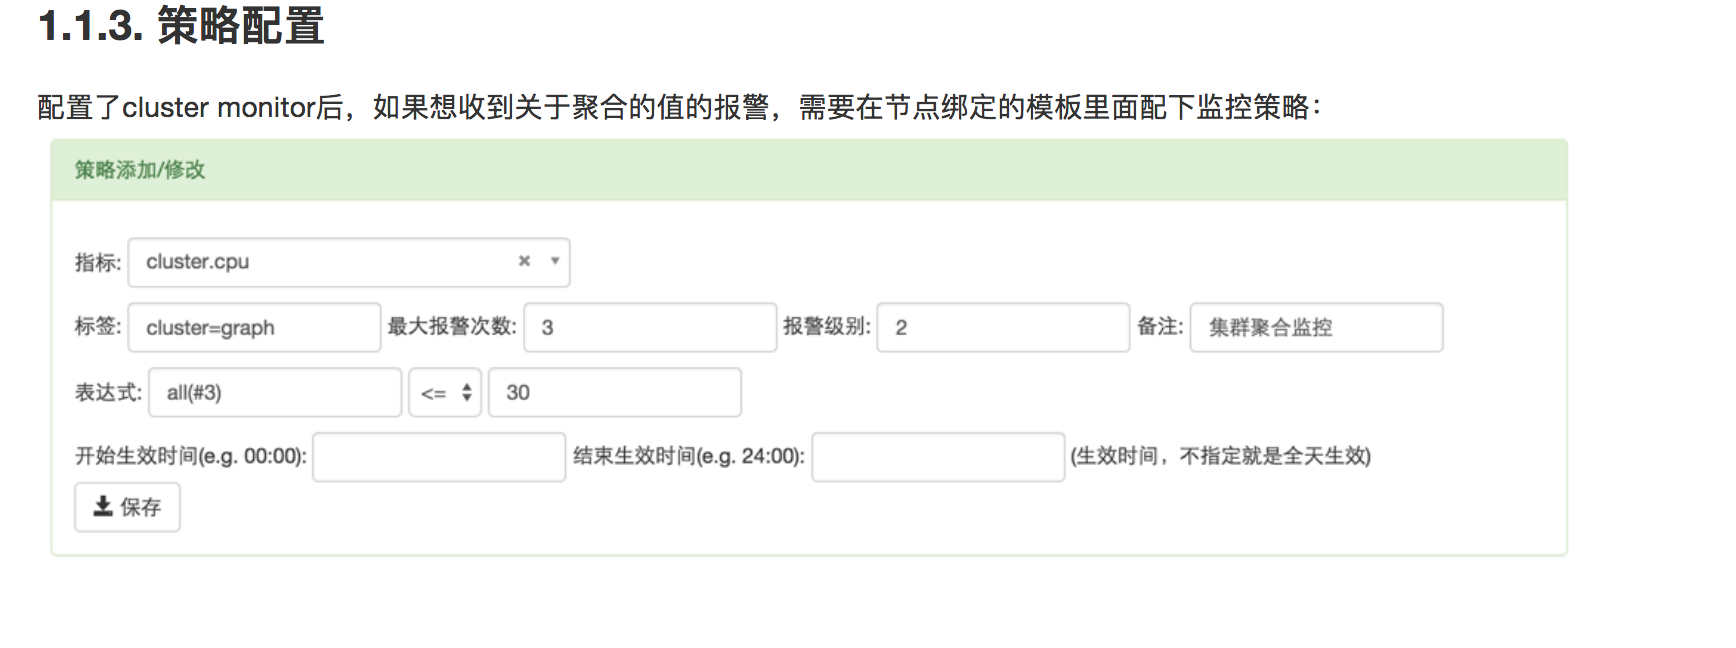 1.1.3. 策略配置
配置了cluster monitor后，如果想收到关于聚合的值的报警，需要在节点绑定的模板里面配下监控策略：
策略添加/修改
指标: cluster.cpu
标签: cluster=graph 最大报警次数: 3 报警级别: 2 备注: 集群聚合监控
表达式: all(#3) <= 30
开始生效时间(e.g. 00:00): 结束生效时间(e.g. 24:00): (生效时间，不指定就是全天生效)
保存